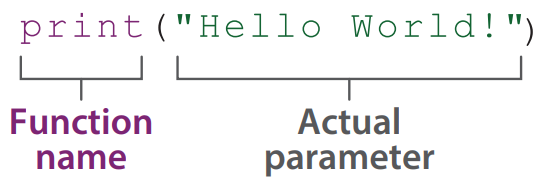 print("Hello World!")
Function name
Actual parameter